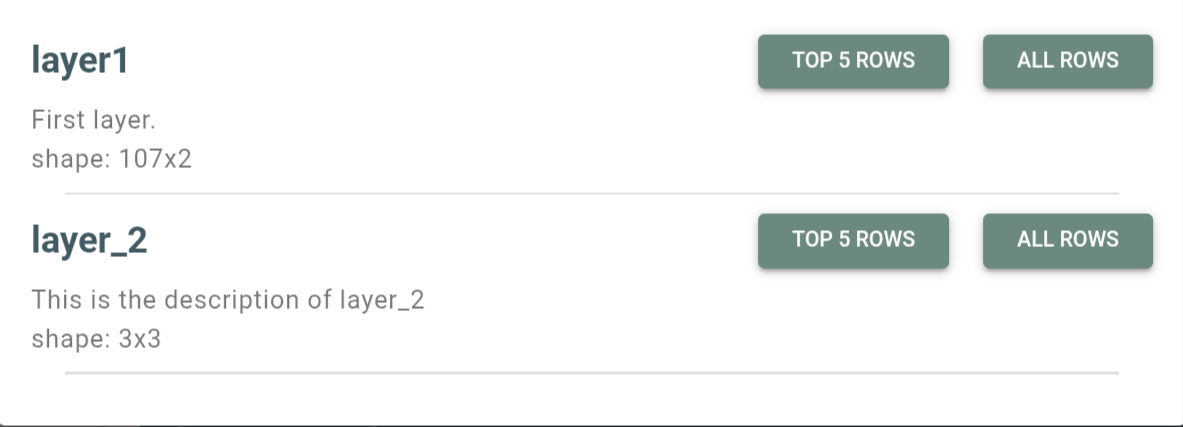 layer1
TOP 5 ROWS
ALL ROWS
First layer.
shape: 107x2
layer_2
TOP 5 ROWS
ALL ROWS
This is the description of layer_2
shape: 3x3